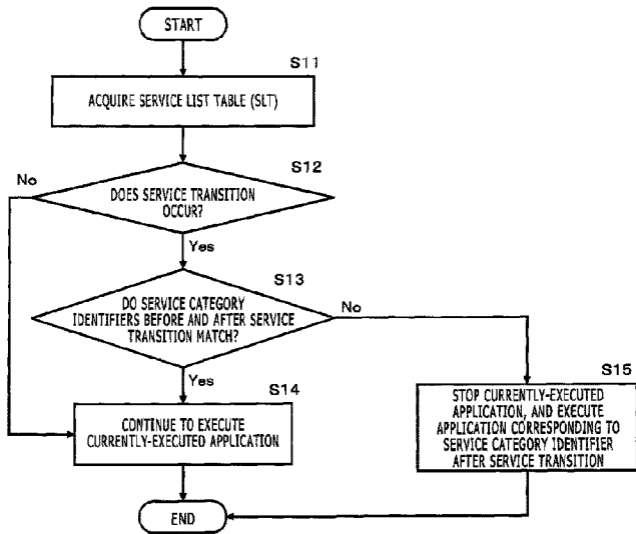 START
S11
ACQUIRE SERVICE LIST TABLE (SLT)
S12
No
DOES SERVICE TRANSITION
OCCUR?
Yes
S13
DO SERVICE CATEGORY
IDENTIFIERS BEFORE AND AFTER SERVICE
TRANSITION MATCH?
No
Yes
S14
CONTINUE TO EXECUTE
CURRENTLY-EXECUTED APPLICATION
S15
STOP CURRENTLY-EXECUTED
APPLICATION, AND EXECUTE
APPLICATION CORRESPONDING TO
SERVICE CATEGORY IDENTIFIER
AFTER SERVICE TRANSITION
END